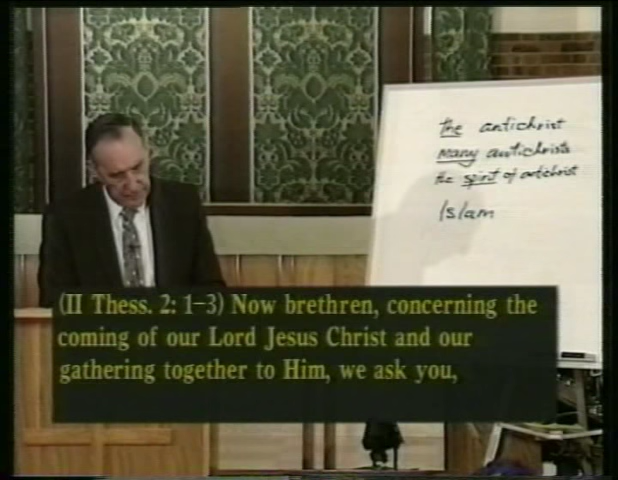 the antichrist
many antichrists
the spirit of antichrist
Islam
(II Thess. 2: 1-3) Now brethren, concerning the
coming of our Lord Jesus Christ and our
gathering together to Him, we ask you,